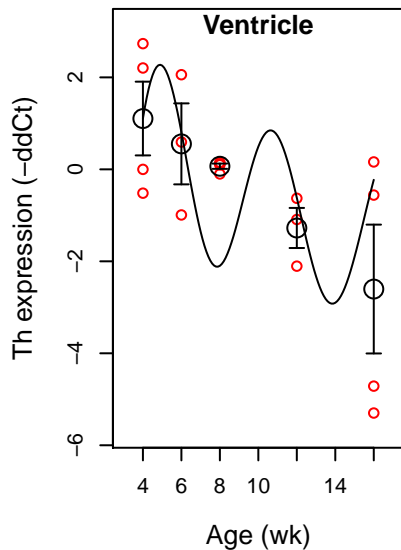 Ventricle
Th expression (−ddCt)
2
0
−2
−4
−6
4 6 8 10 14
Age (wk)